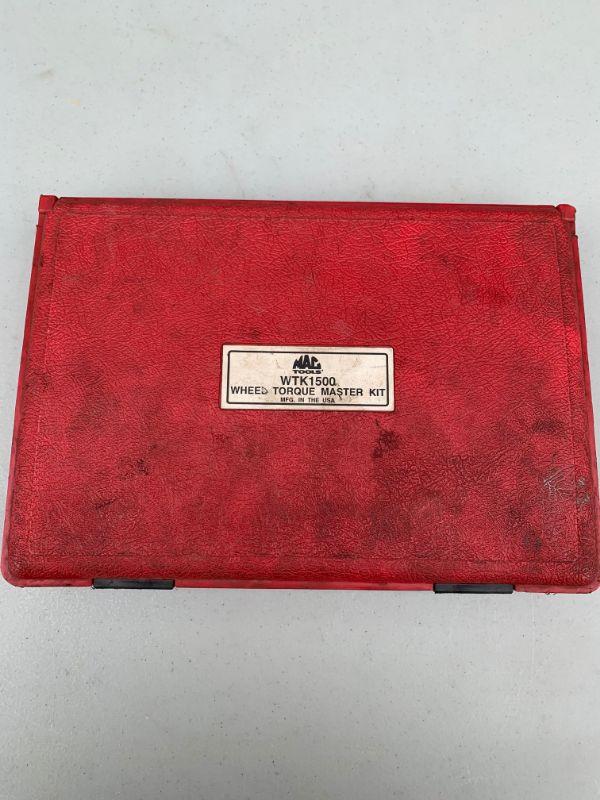 MAC
TOOLS
WTK1500
WHEEL TORQUE MASTER KIT
MFG. IN THE USA